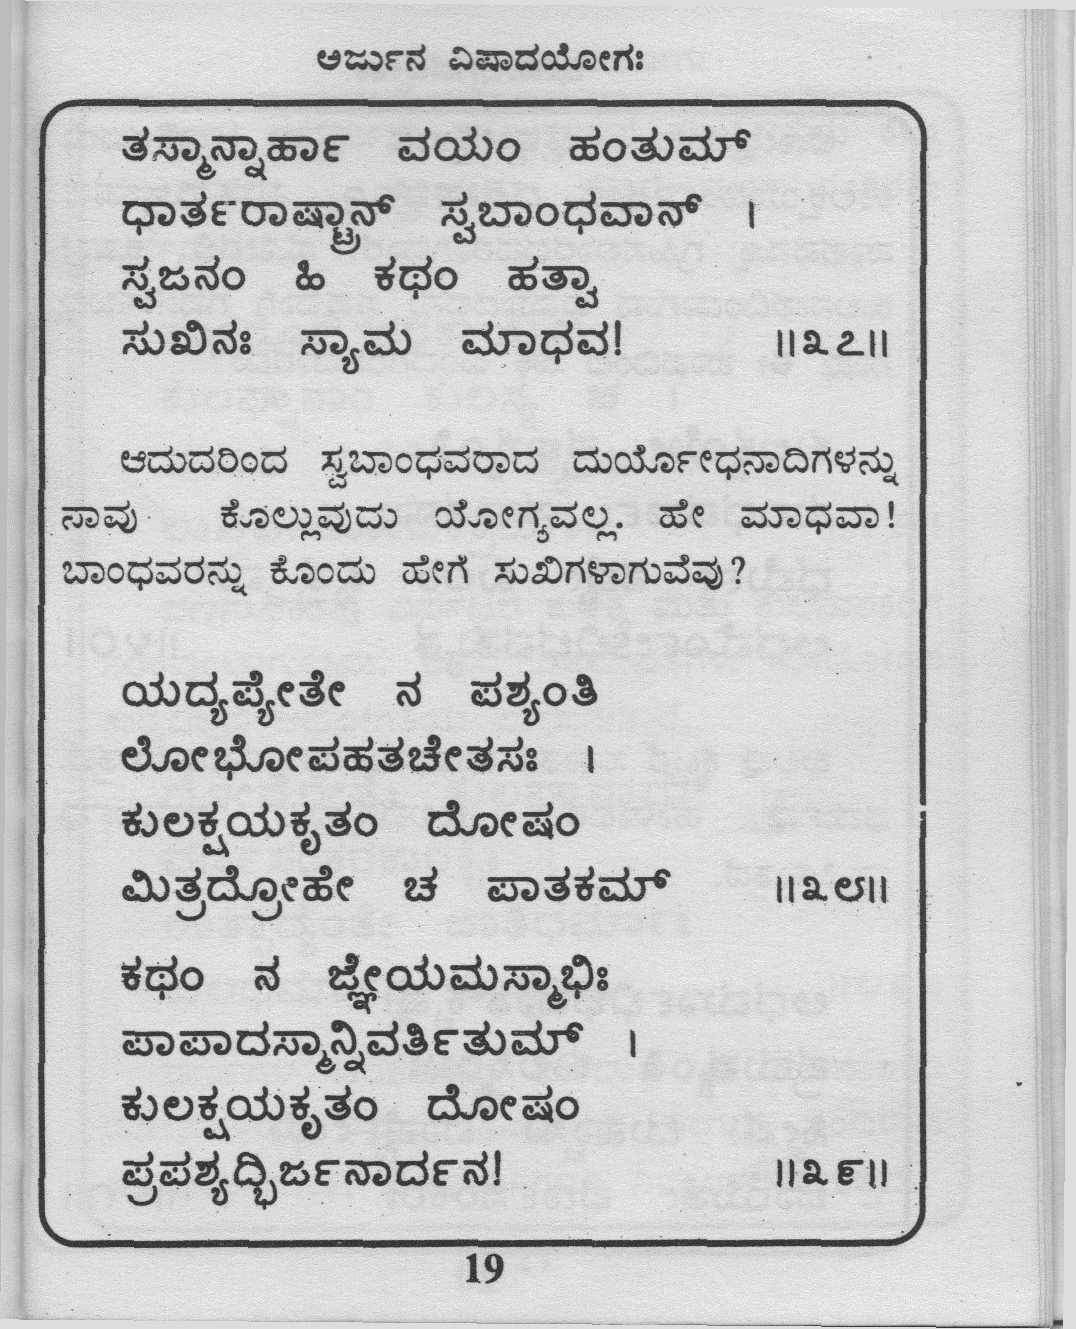 ಅರ್ಜುನ ವಿಷಾದಯೋಗಃ
ತಸ್ಮಾನ್ನಾರ್ಹಾ ವಯಂ ಹಂತುಮ್
ಧಾರ್ತರಾಷ್ಟ್ರಾನ್ ಸ್ವಬಾಂಧವಾನ್ ।
ಸ್ವಜನಂ ಹಿ ಕಥಂ ಹತ್ವಾ
ಸುಖಿನಃ ಸ್ಯಾಮ ಮಾಧವ! ॥೩೭॥
ಆದುದರಿಂದ ಸ್ವಬಾಂಧವರಾದ ದುರ್ಯೋಧನಾದಿಗಳನ್ನು
ನಾವು ಕೊಲ್ಲುವುದು ಯೋಗ್ಯವಲ್ಲ. ಹೇ ಮಾಧವಾ!
ಬಾಂಧವರನ್ನು ಕೊಂದು ಹೇಗೆ ಸುಖಿಗಳಾಗುವೆವು?
ಯದ್ಯಪ್ಯೇತೇ ನ ಪಶ್ಯಂತಿ
ಲೋಭೋಪಹತಚೇತಸಃ ।
ಕುಲಕ್ಷಯಕೃತಂ ದೋಷಂ
ಮಿತ್ರದ್ರೋಹೇ ಚ ಪಾತಕಮ್ ॥೩೮॥
ಕಥಂ ನ ಜ್ಞೇಯಮಸ್ಮಾಭಿಃ
ಪಾಪಾದಸ್ಮಾನ್ನಿವರ್ತಿತುಮ್ ।
ಕುಲಕ್ಷಯಕೃತಂ ದೋಷಂ
ಪ್ರಪಶ್ಯದ್ಭಿರ್ಜನಾರ್ದನ! ॥೩೯॥
19